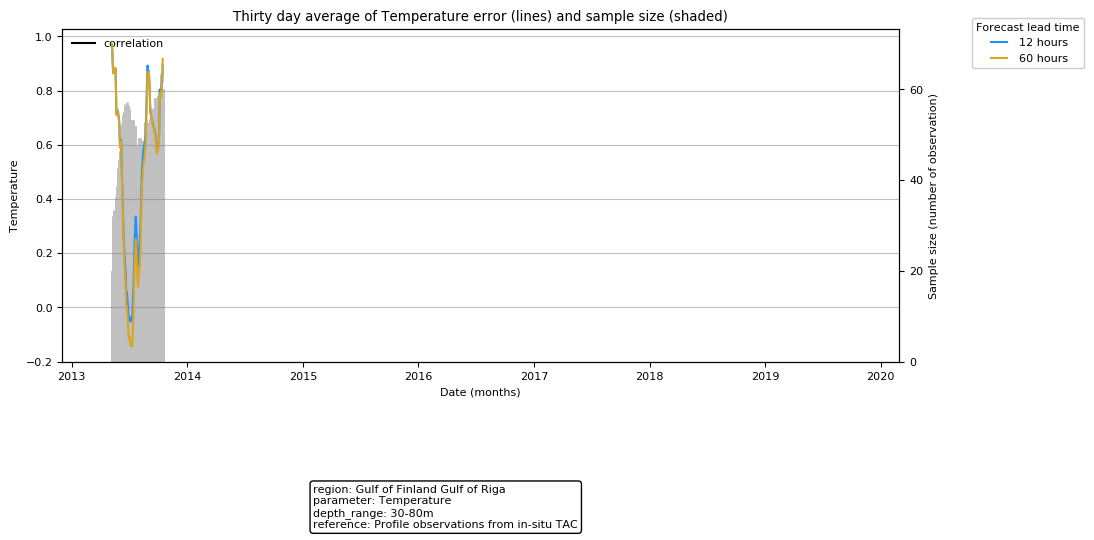 Thirty day average of Temperature error (lines) and sample size (shaded)
Forecast lead time
12 hours
60 hours
correlation
1.0
0.8
0.6
0.4
0.2
0.0
−0.2
Temperature
60
40
20
0
Sample size (number of observation)
2013 2014 2015 2016 2017 2018 2019 2020
Date (months)
region: Gulf of Finland Gulf of Riga
parameter: Temperature
depth_range: 30-80m
reference: Profile observations from in-situ TAC